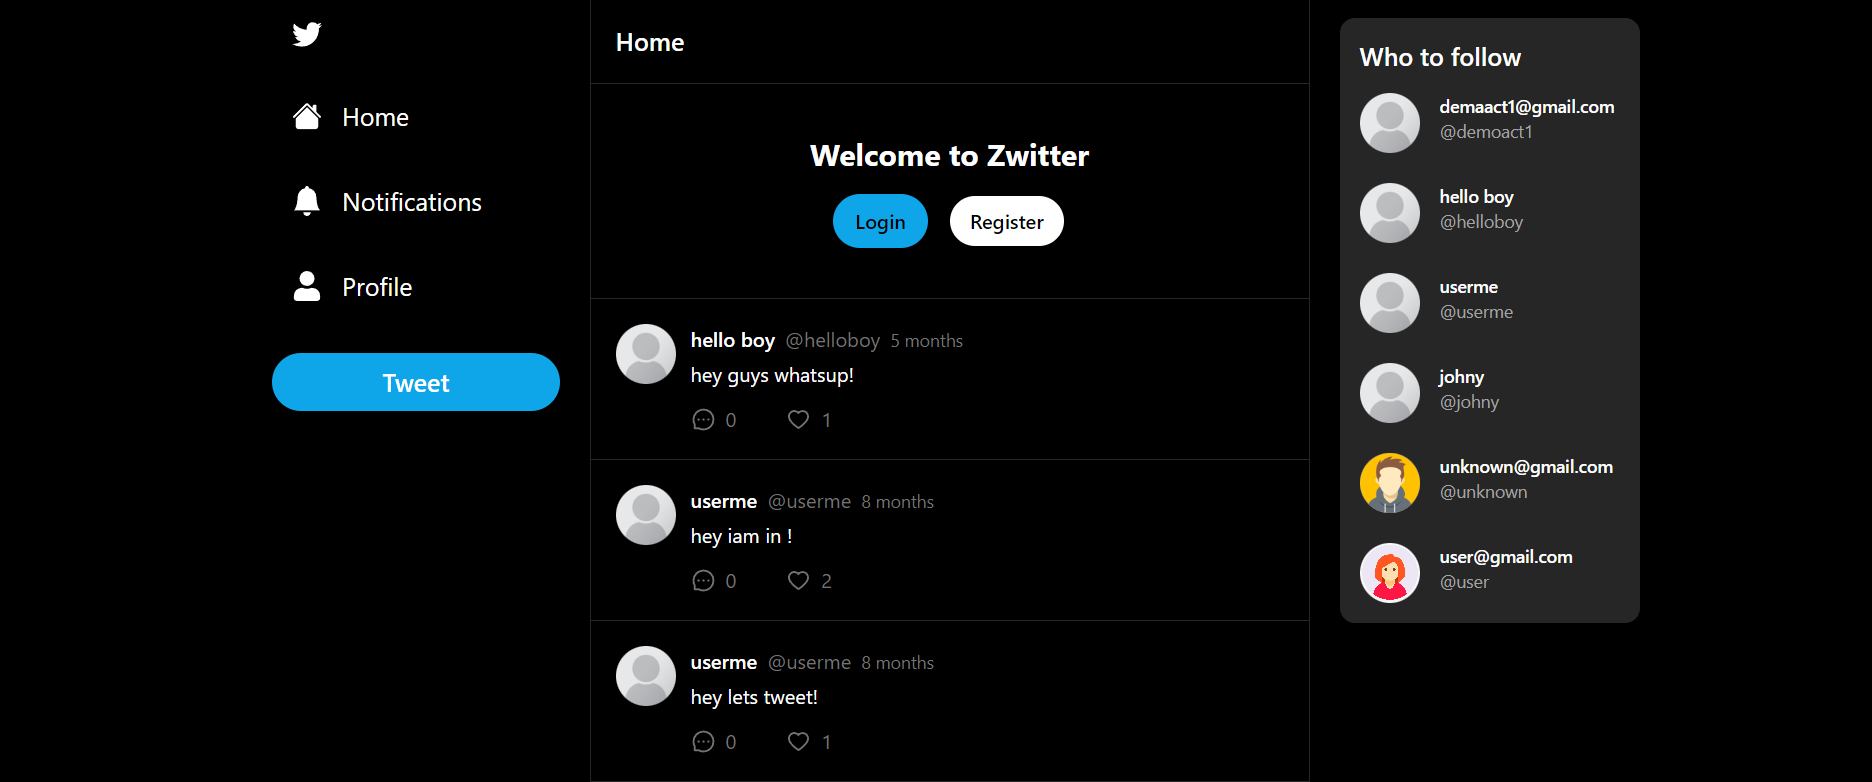 Home
Notifications
Profile
Tweet
Home
Welcome to Zwitter
Login Register
hello boy @helloboy 5 months
hey guys whatsup!
0 1
userme @userme 8 months
hey iam in !
0 2
userme @userme 8 months
hey lets tweet!
0 1
Who to follow
demaact1@gmail.com
@demoact1
hello boy
@helloboy
userme
@userme
johny
@johny
unknown@gmail.com
@unknown
user@gmail.com
@user